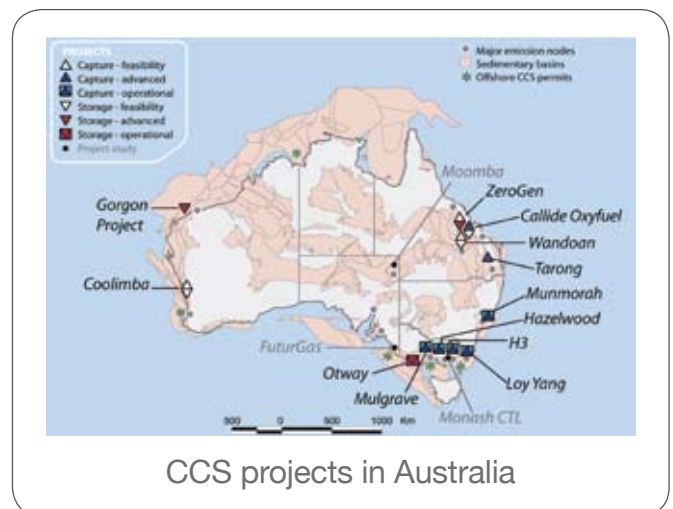 PROJECTS
Capture - feasibility
Capture - advanced
Capture - operational
Storage - feasibility
Storage - advanced
Storage - operational
Project study
Major emission nodes
Sedimentary basins
Offshore CCS permits
Moomba
ZeroGen
Gorgon
Project
Callide Oxyfuel
Wandoan
Coolimba
Tarong
Munmorah
Hazelwood
FuturGas
H3
Otway
Loy Yang
Mulgrave
Monash CTL
500 0 500 1000 Km
CCS projects in Australia